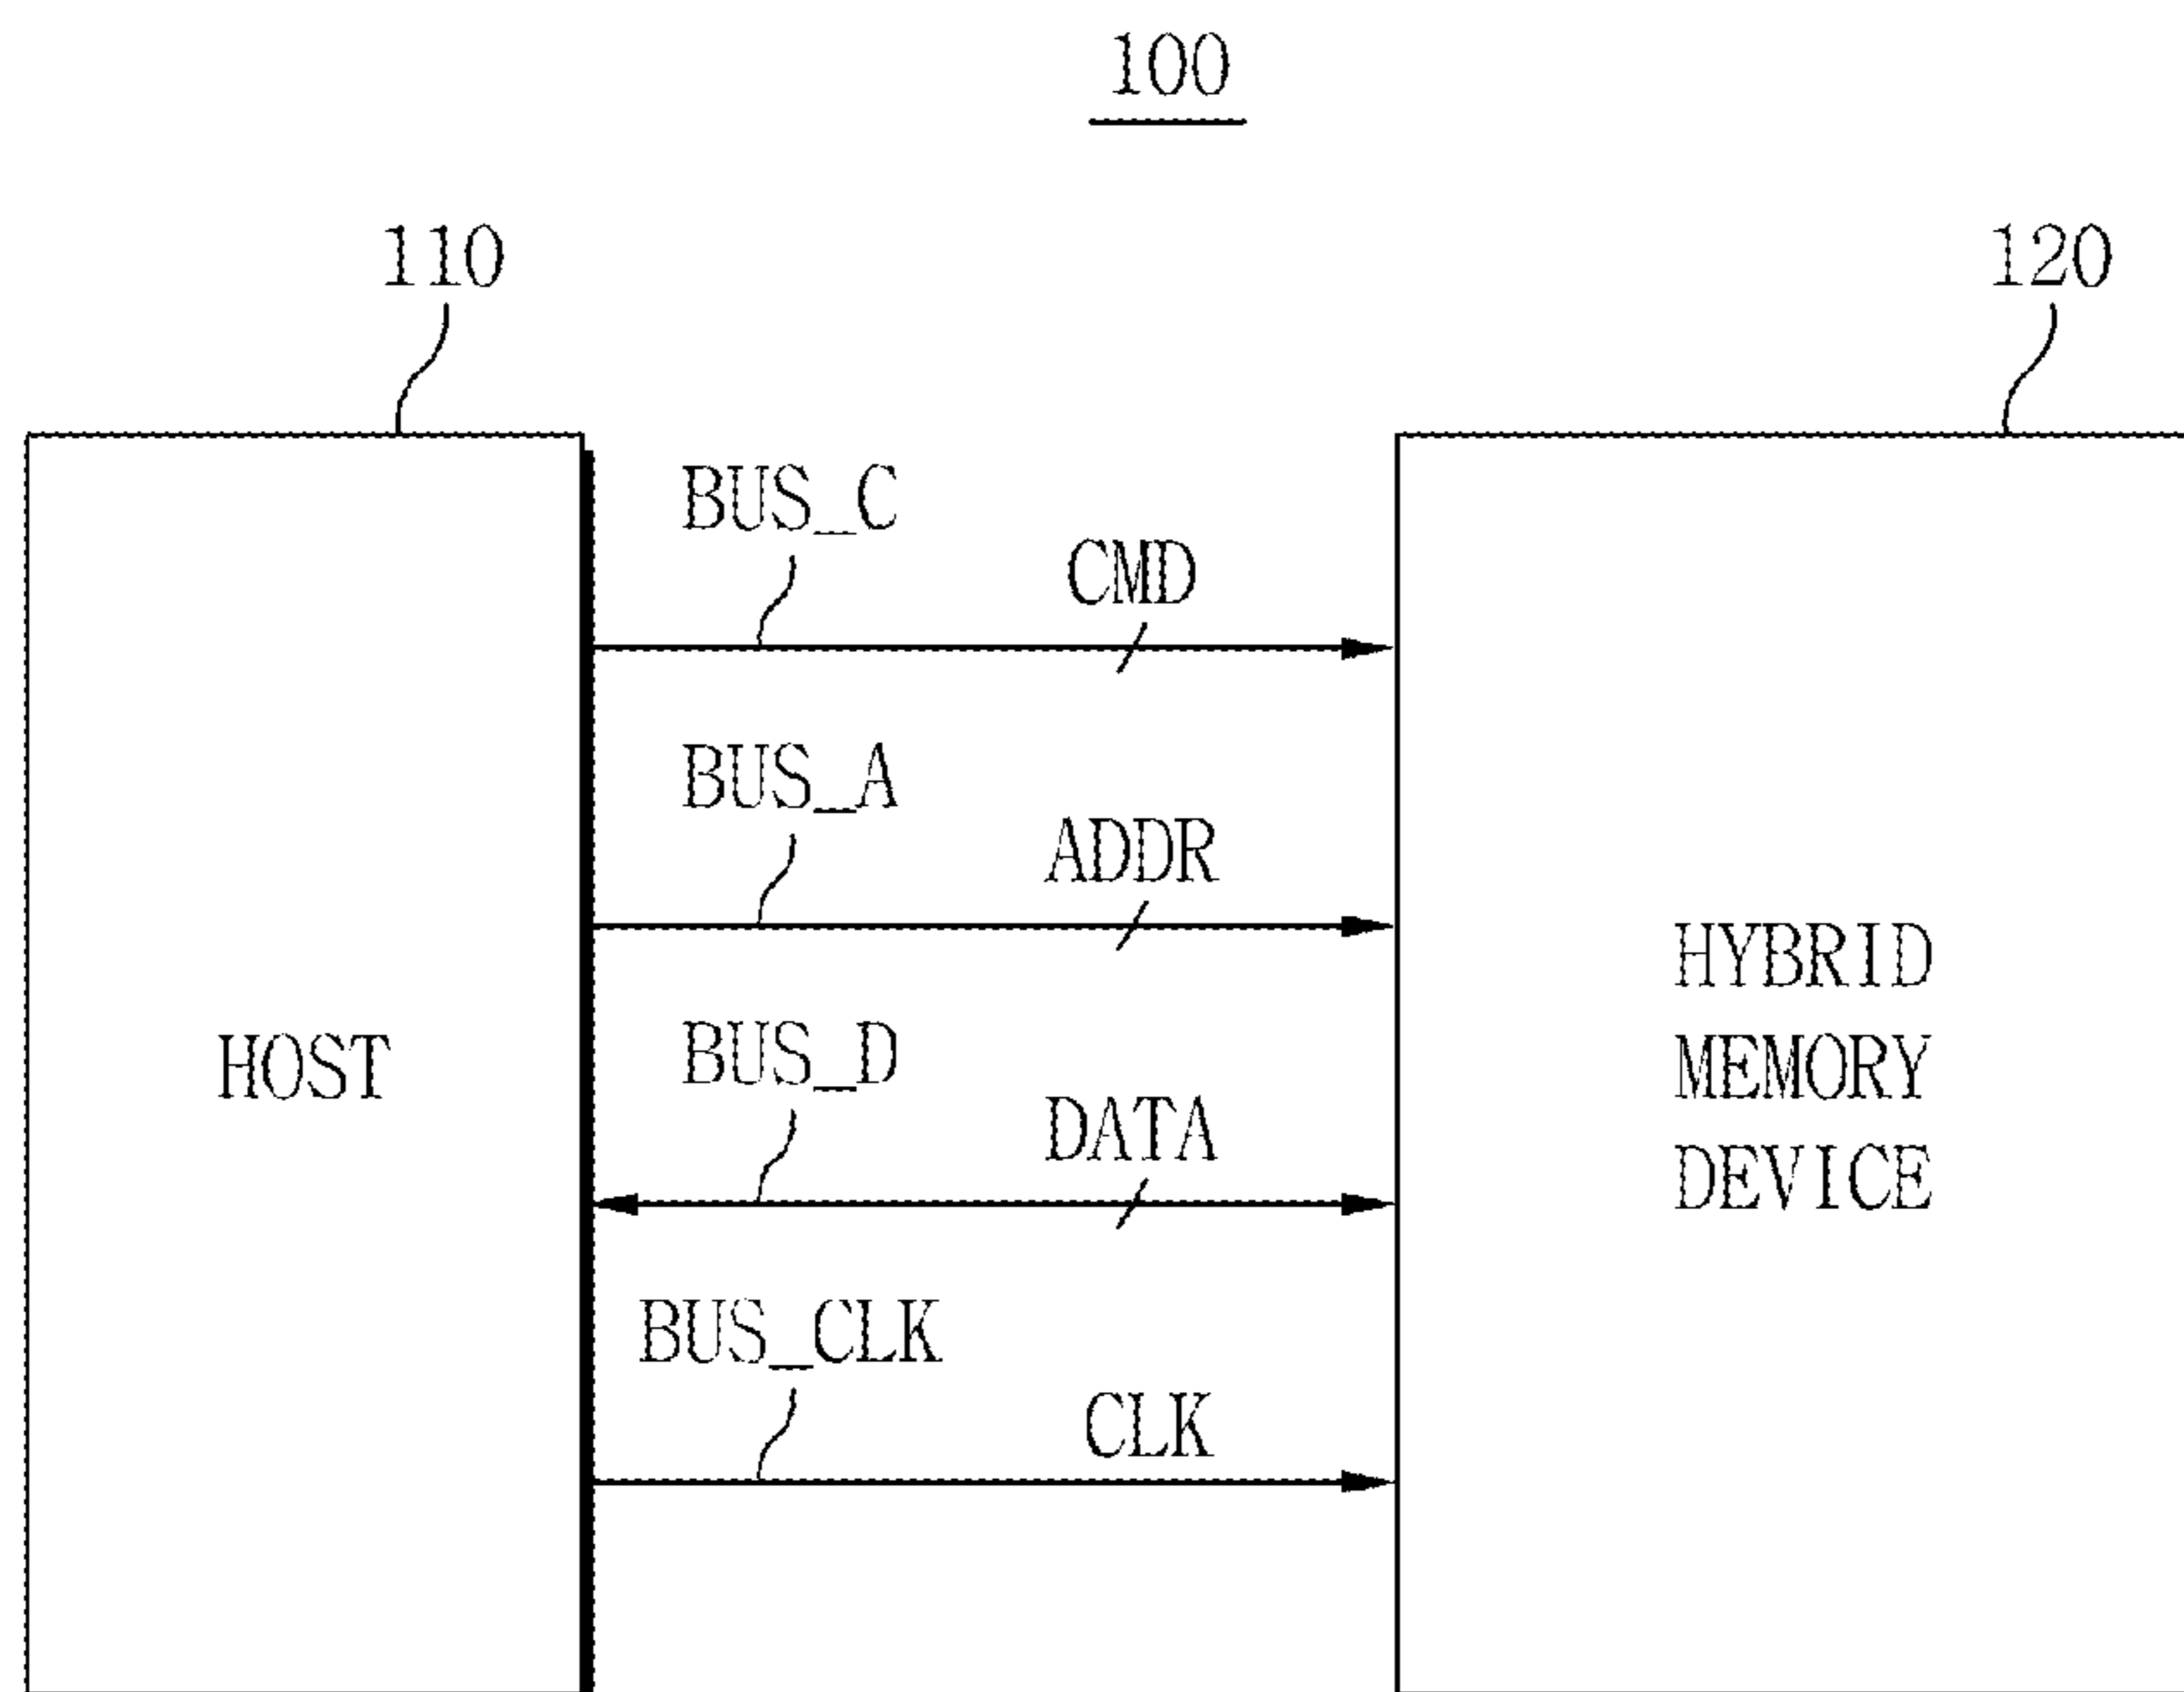 100
110
120
BUS_C
CMD
BUS_A
ADDR
HOST
BUS_D
DATA
HYBRID
MEMORY
DEVICE
BUS_CLK
CLK